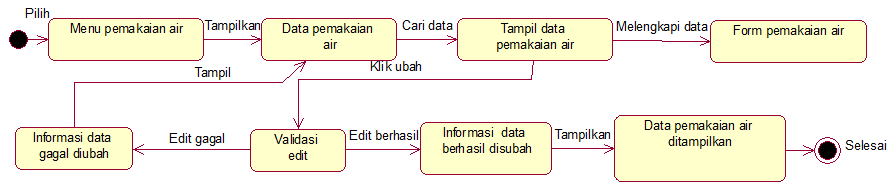 Pilih
Menu pemakaian air
Tampilkan
Data pemakaian
air
Cari data
Tampil data
pemakaian air
Melengkapi data
Form pemakaian air
Tampil
Klik ubah
Informasi data
gagal diubah
Edit gagal
Validasi
edit
Edit berhasil
Informasi data
berhasil disubah
Tampilkan
Data pemakaian air
ditampilkan
Selesai